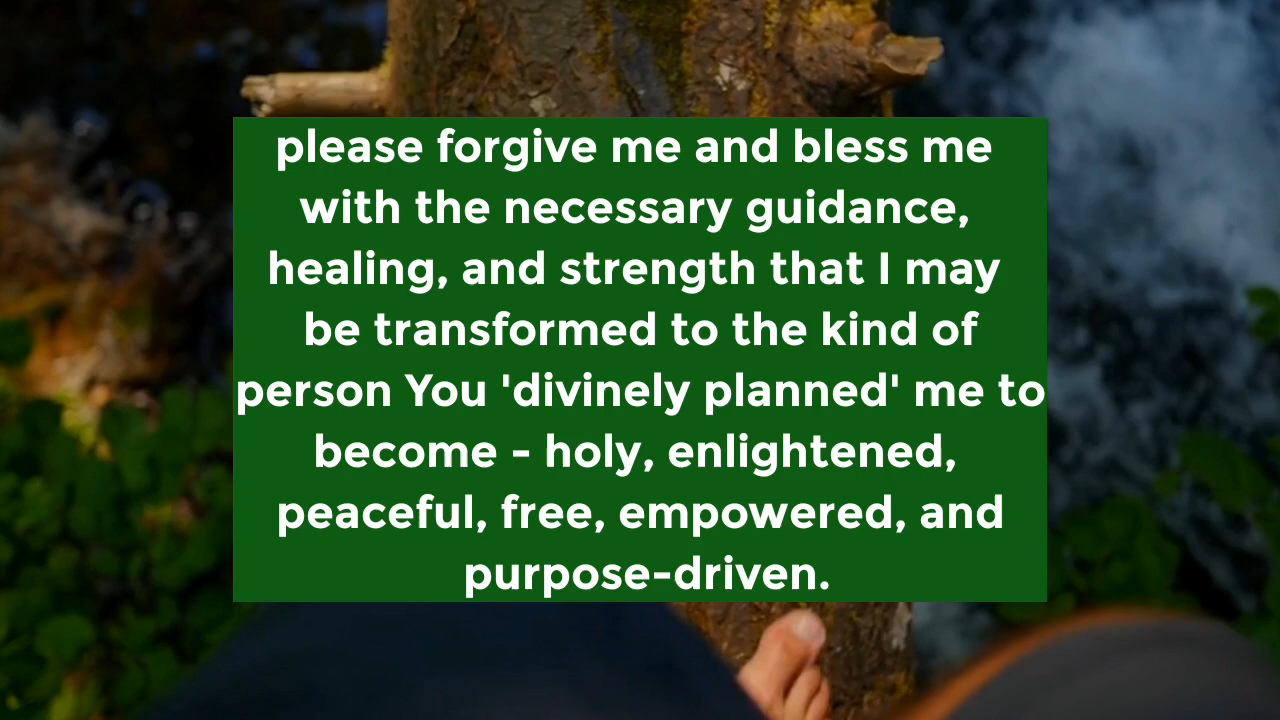 please forgive me and bless me
with the necessary guidance,
healing, and strength that I may
be transformed to the kind of
person You 'divinely planned' me to
become - holy, enlightened,
peaceful, free, empowered, and
purpose-driven.